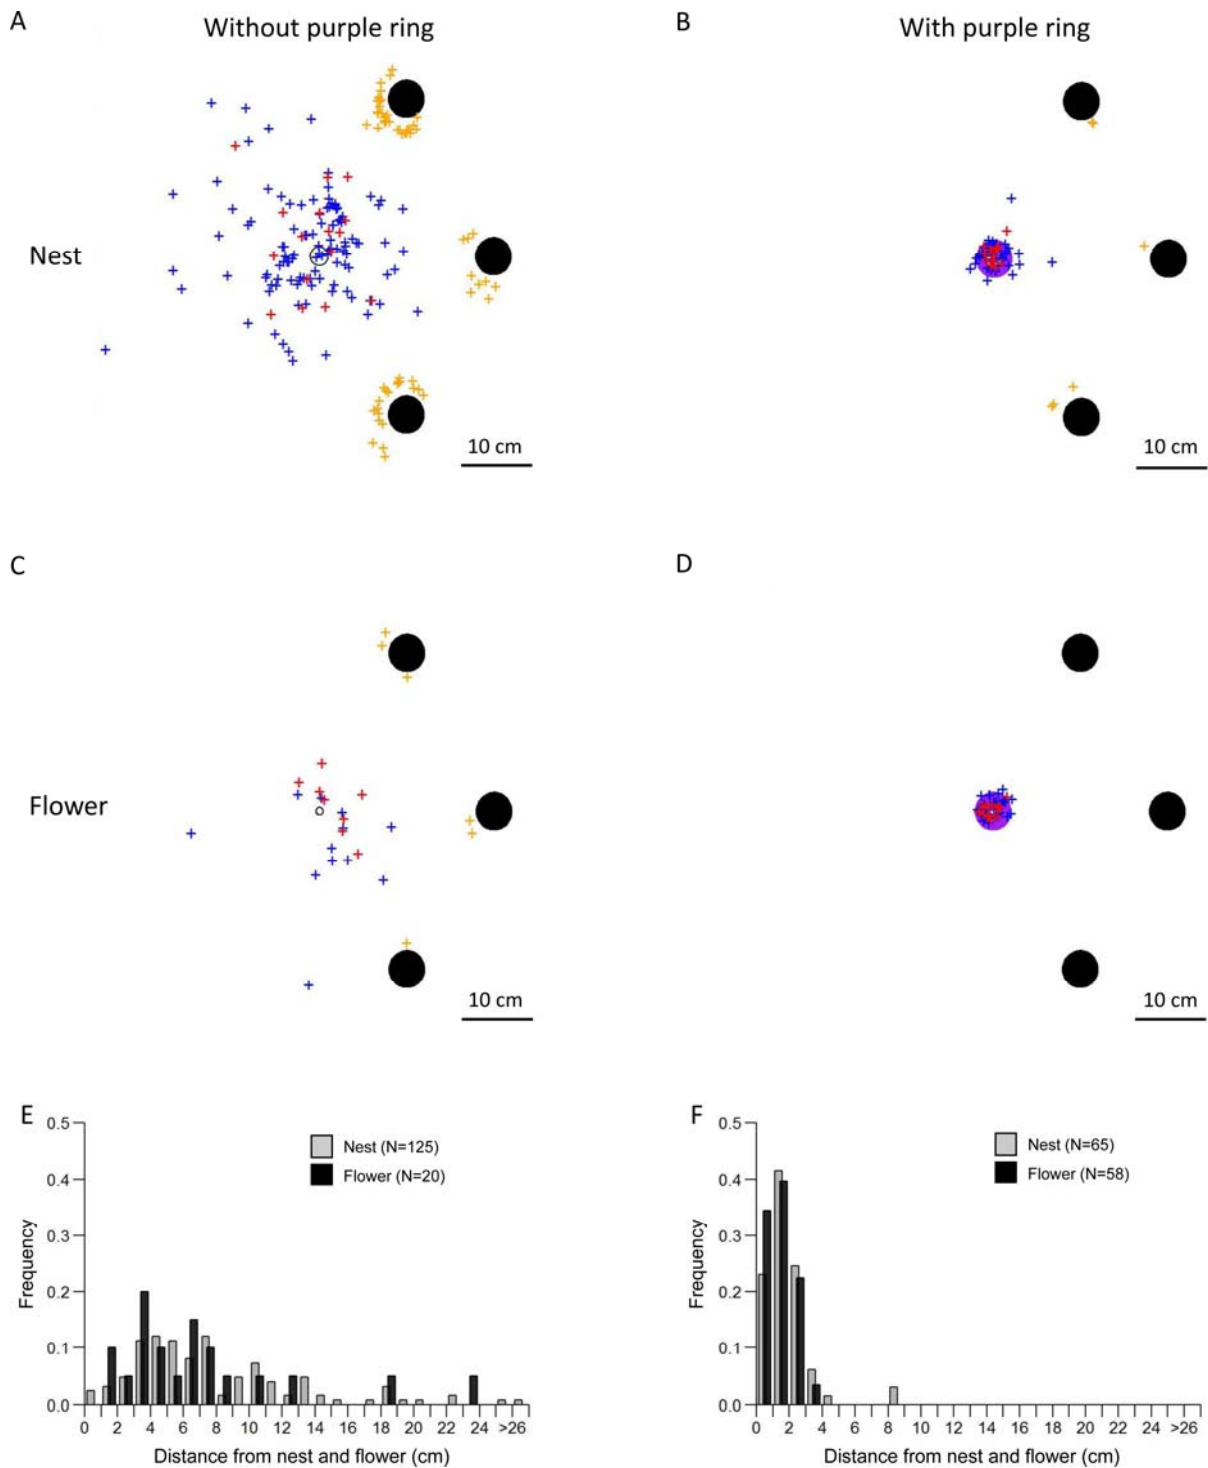 A
Without purple ring
B
With purple ring
Nest
10 cm
10 cm
C
D
Flower
10 cm
10 cm
E
0.5
0.4
0.3
0.2
0.1
0.0
Frequency
Nest (N=125)
Flower (N=20)
0 2 4 6 8 10 12 14 16 18 20 22 24 >26
Distance from nest and flower (cm)
F
0.5
0.4
0.3
0.2
0.1
0.0
Frequency
Nest (N=65)
Flower (N=58)
0 2 4 6 8 10 12 14 16 18 20 22 24 >26
Distance from nest and flower (cm)